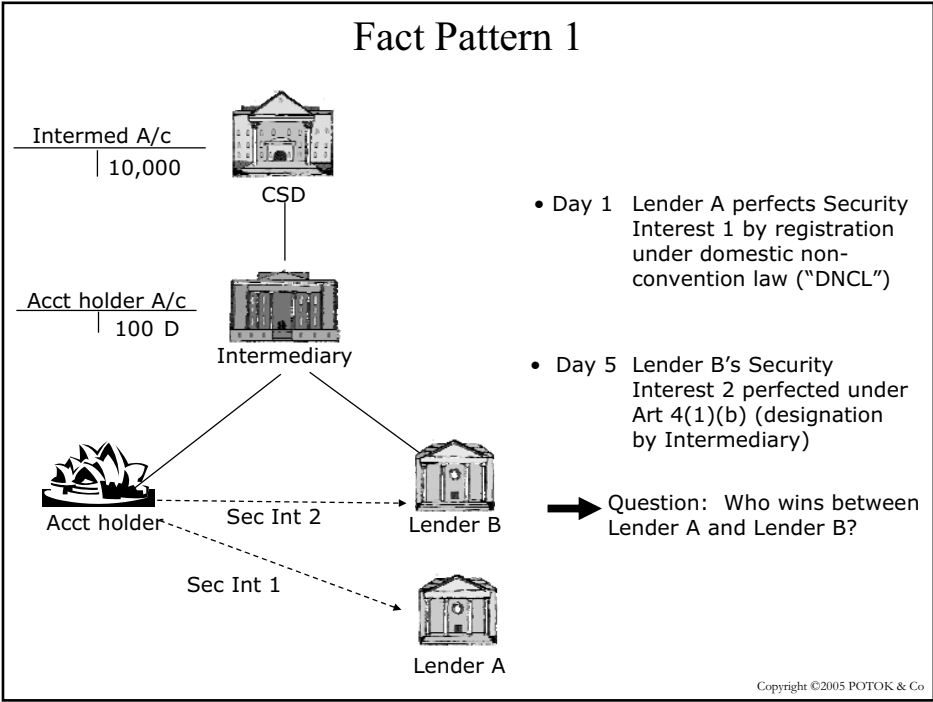 Fact Pattern 1
Intermed A/c
10,000
CSD
Acct holder A/c
100 D
Intermediary
Acct holder
Sec Int 2
Lender B
Sec Int 1
Lender A
• Day 1 Lender A perfects Security
Interest 1 by registration
under domestic non-
convention law (“DNCL”)
• Day 5 Lender B’s Security
Interest 2 perfected under
Art 4(1)(b) (designation
by Intermediary)
Question: Who wins between
Lender A and Lender B?
Copyright ©2005 POTOK & Co